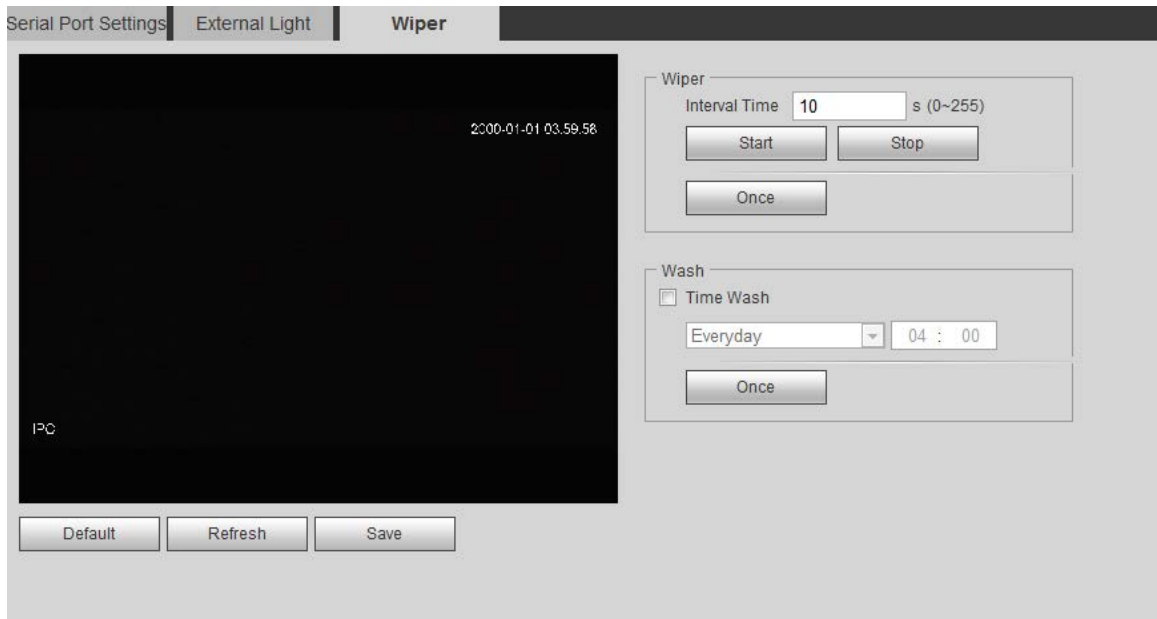 Serial Port Settings External Light Wiper
2000-01-01 03:59:58
IPC
Default Refresh Save
Wiper
Interval Time 10 s (0~255)
Start Stop
Once
Wash
Time Wash
Everyday 04 : 00
Once